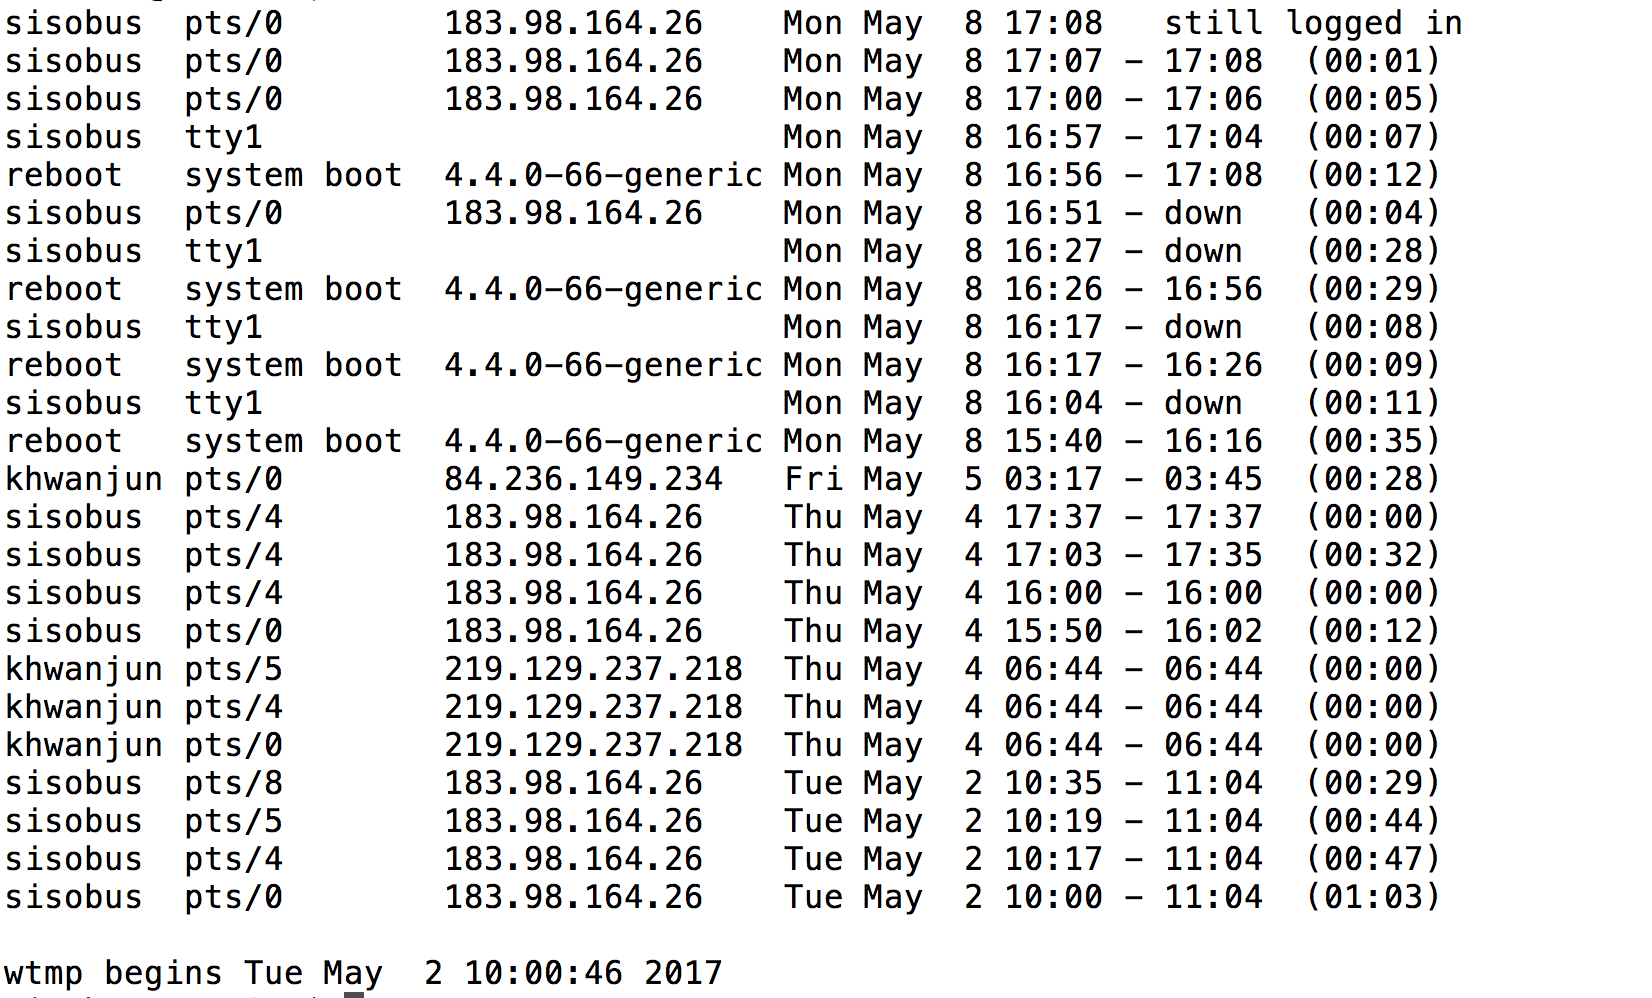 sisobus  pts/0        183.98.164.26    Mon May  8 17:08   still logged in
sisobus  pts/0        183.98.164.26    Mon May  8 17:07 - 17:08  (00:01)
sisobus  pts/0        183.98.164.26    Mon May  8 17:00 - 17:06  (00:05)
sisobus  tty1                          Mon May  8 16:57 - 17:04  (00:07)
reboot   system boot  4.4.0-66-generic Mon May  8 16:56 - 17:08  (00:12)
sisobus  pts/0        183.98.164.26    Mon May  8 16:51 - down   (00:04)
sisobus  tty1                          Mon May  8 16:27 - down   (00:28)
reboot   system boot  4.4.0-66-generic Mon May  8 16:26 - 16:56  (00:29)
sisobus  tty1                          Mon May  8 16:17 - down   (00:08)
reboot   system boot  4.4.0-66-generic Mon May  8 16:17 - 16:26  (00:09)
sisobus  tty1                          Mon May  8 16:04 - down   (00:11)
reboot   system boot  4.4.0-66-generic Mon May  8 15:40 - 16:16  (00:35)
khwanjun pts/0        84.236.149.234   Fri May  5 03:17 - 03:45  (00:28)
sisobus  pts/4        183.98.164.26    Thu May  4 17:37 - 17:37  (00:00)
sisobus  pts/4        183.98.164.26    Thu May  4 17:03 - 17:35  (00:32)
sisobus  pts/4        183.98.164.26    Thu May  4 16:00 - 16:00  (00:00)
sisobus  pts/0        183.98.164.26    Thu May  4 15:50 - 16:02  (00:12)
khwanjun pts/5        219.129.237.218  Thu May  4 06:44 - 06:44  (00:00)
khwanjun pts/4        219.129.237.218  Thu May  4 06:44 - 06:44  (00:00)
khwanjun pts/0        219.129.237.218  Thu May  4 06:44 - 06:44  (00:00)
sisobus  pts/8        183.98.164.26    Tue May  2 10:35 - 11:04  (00:29)
sisobus  pts/5        183.98.164.26    Tue May  2 10:19 - 11:04  (00:44)
sisobus  pts/4        183.98.164.26    Tue May  2 10:17 - 11:04  (00:47)
sisobus  pts/0        183.98.164.26    Tue May  2 10:00 - 11:04  (01:03)
wtmp begins Tue May  2 10:00:46 2017